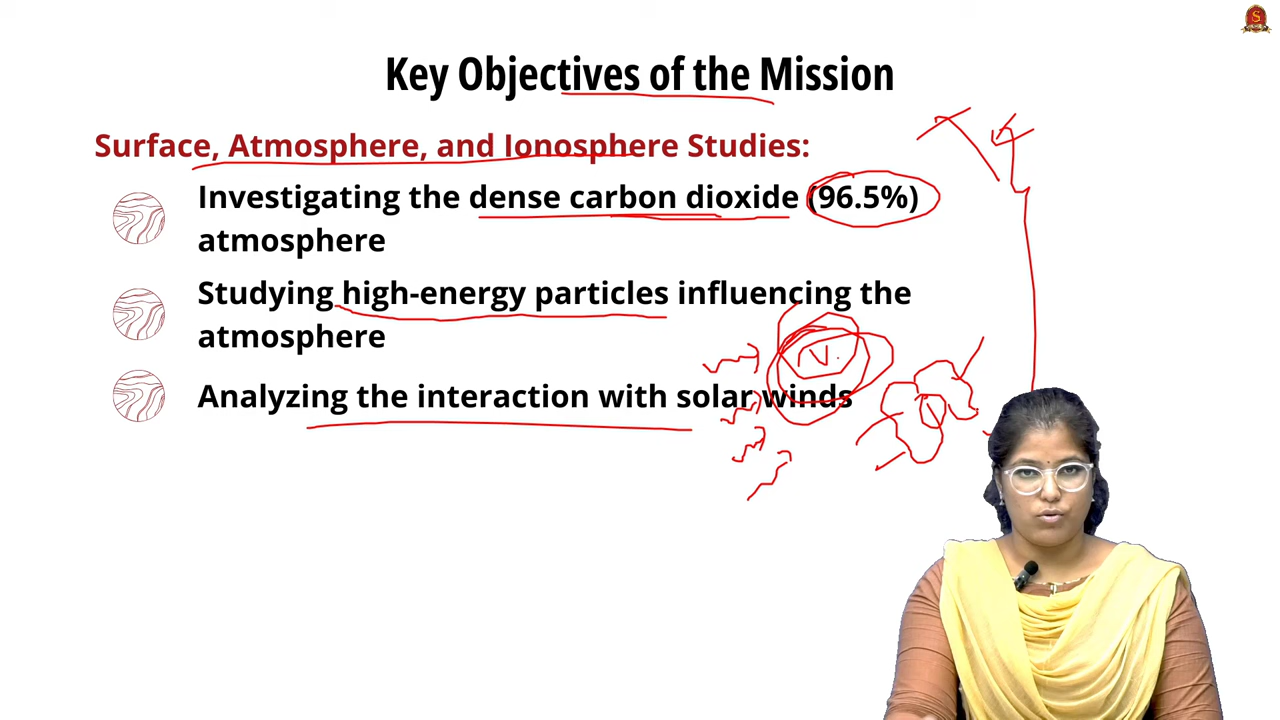 Key Objectives of the Mission
Surface, Atmosphere, and Ionosphere Studies:
Investigating the dense carbon dioxide (96.5%)
atmosphere
Studying high-energy particles influencing the
atmosphere
V.
Analyzing the interaction with solar winds